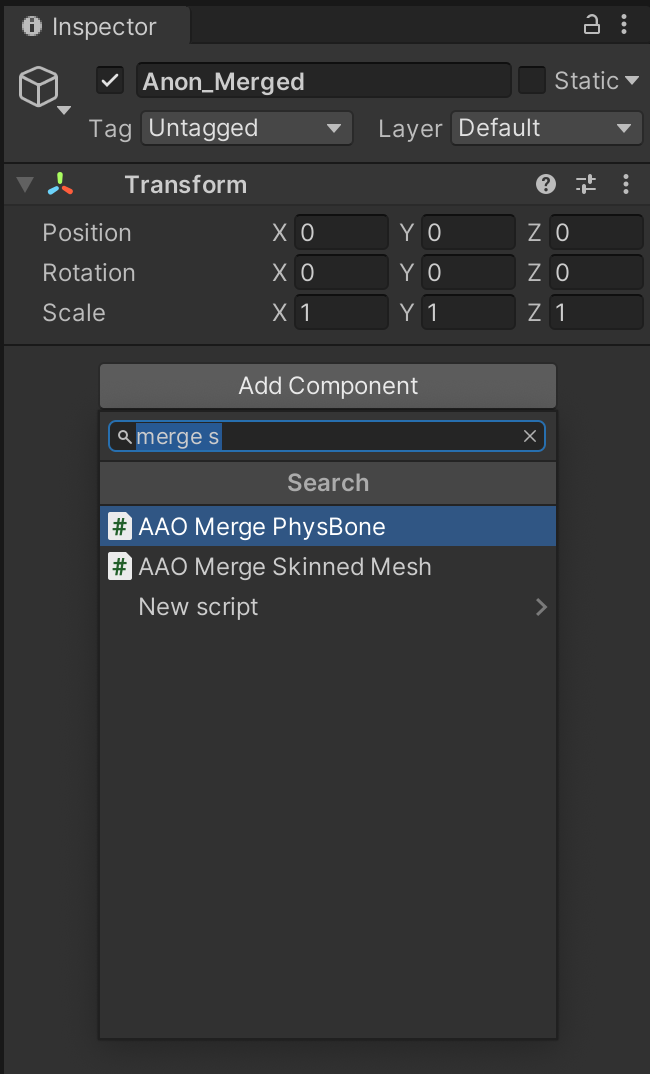 Inspector
Anon_Merged
Static
Tag Untagged Layer Default
Transform
Position X 0 Y 0 Z 0
Rotation X 0 Y 0 Z 0
Scale X 1 Y 1 Z 1
Add Component
merge s
Search
# AAO Merge PhysBone
# AAO Merge Skinned Mesh
New script